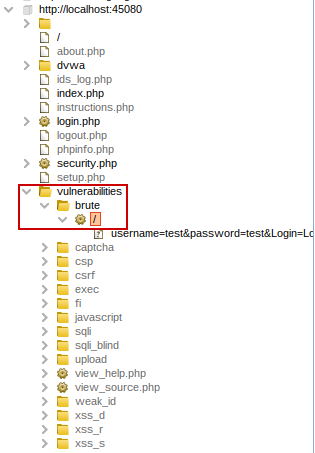 http://localhost:45080
/
about.php
dvwa
ids_log.php
index.php
instructions.php
login.php
logout.php
phpinfo.php
security.php
setup.php
vulnerabilities
brute
/
username=test&password=test&Login=Lo
captcha
csp
csrf
exec
fi
javascript
sqli
sqli_blind
upload
view_help.php
view_source.php
weak_id
xss_d
xss_r
xss_s